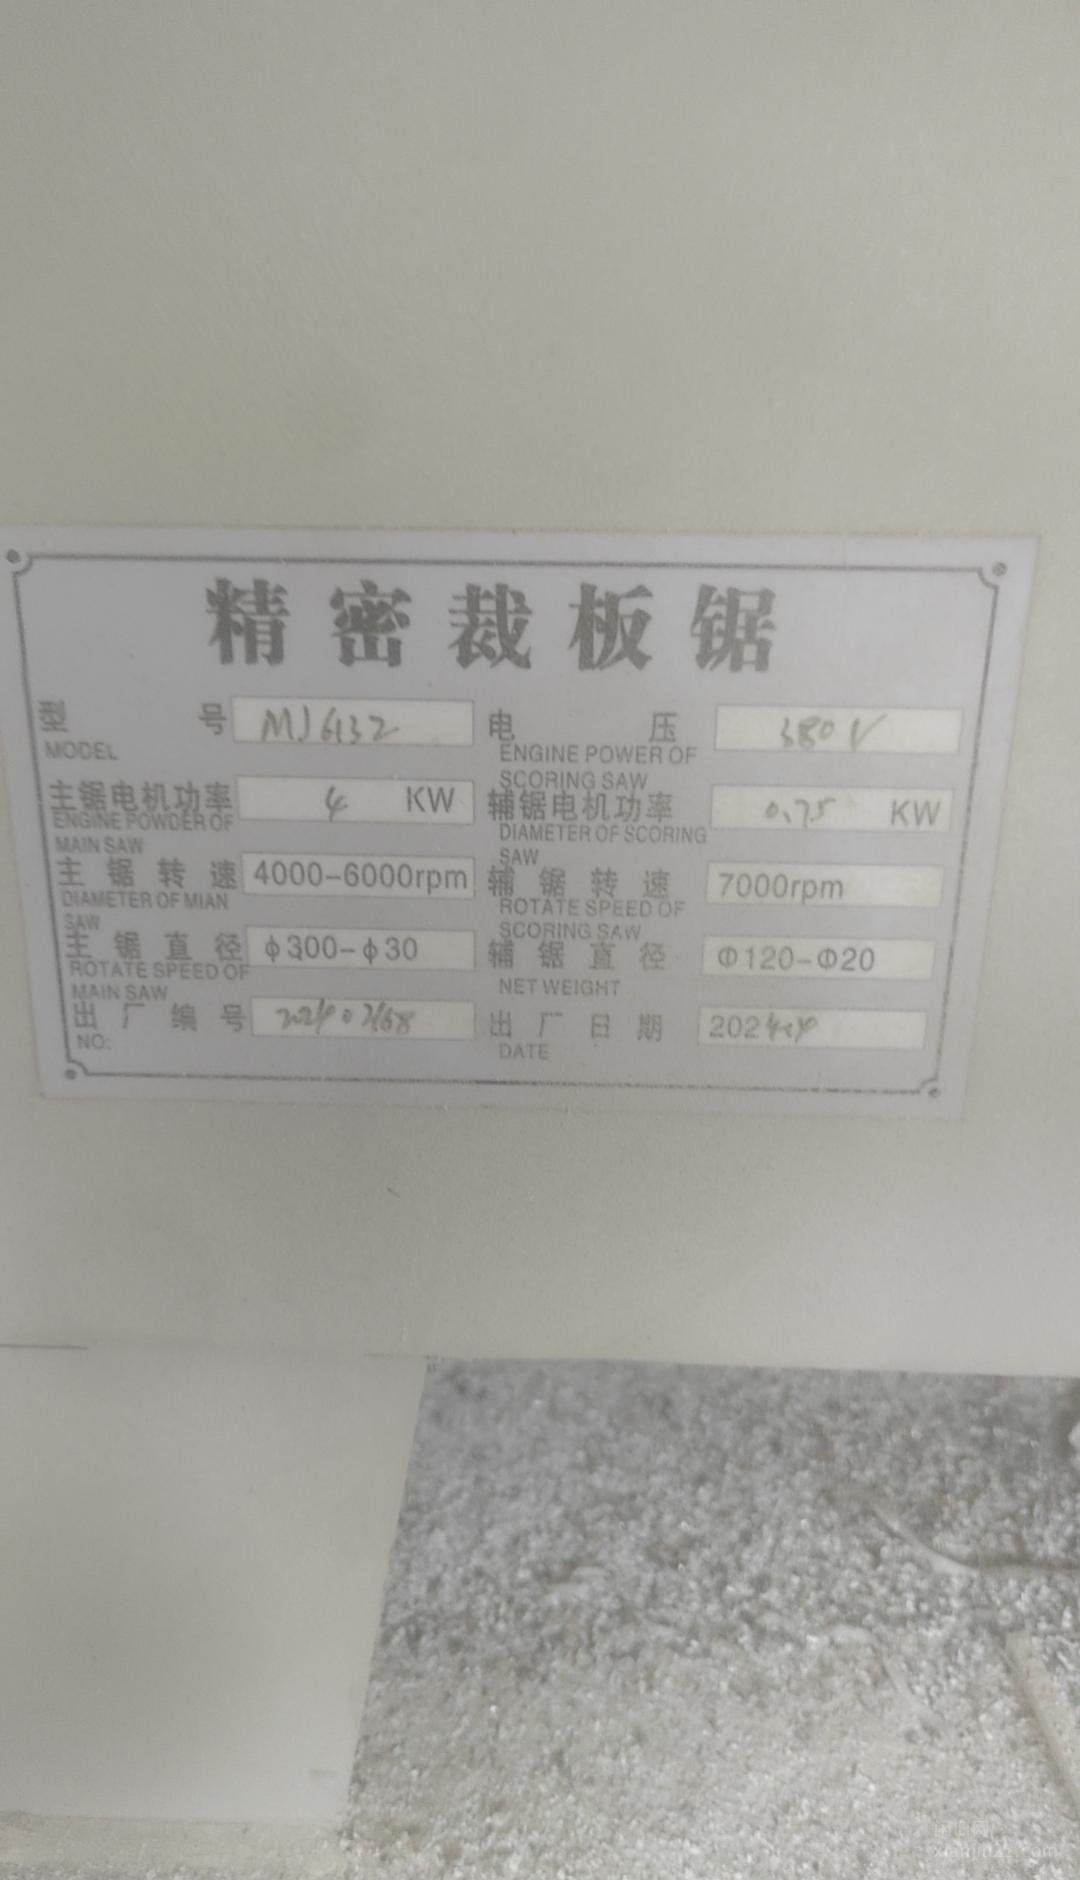 精密裁板锯
型号 MJ6132 电压 380V
MODEL ENGINE POWER OF
SCORING SAW
主锯电机功率 4 KW 辅锯电机功率 0.75 KW
ENGINE POWDER OF DIAMETER OF SCORING
MAIN SAW SAW
主锯转速 4000-6000rpm 辅锯转速 7000rpm
DIAMETER OF MIAN ROTATE SPEED OF
SAW SCORING SAW
主锯直径 ϕ300-ϕ30 辅锯直径 Φ120-Φ20
ROTATE SPEED OF NET WEIGHT
MAIN SAW
出厂编号 出厂日期 202
NO: DATE